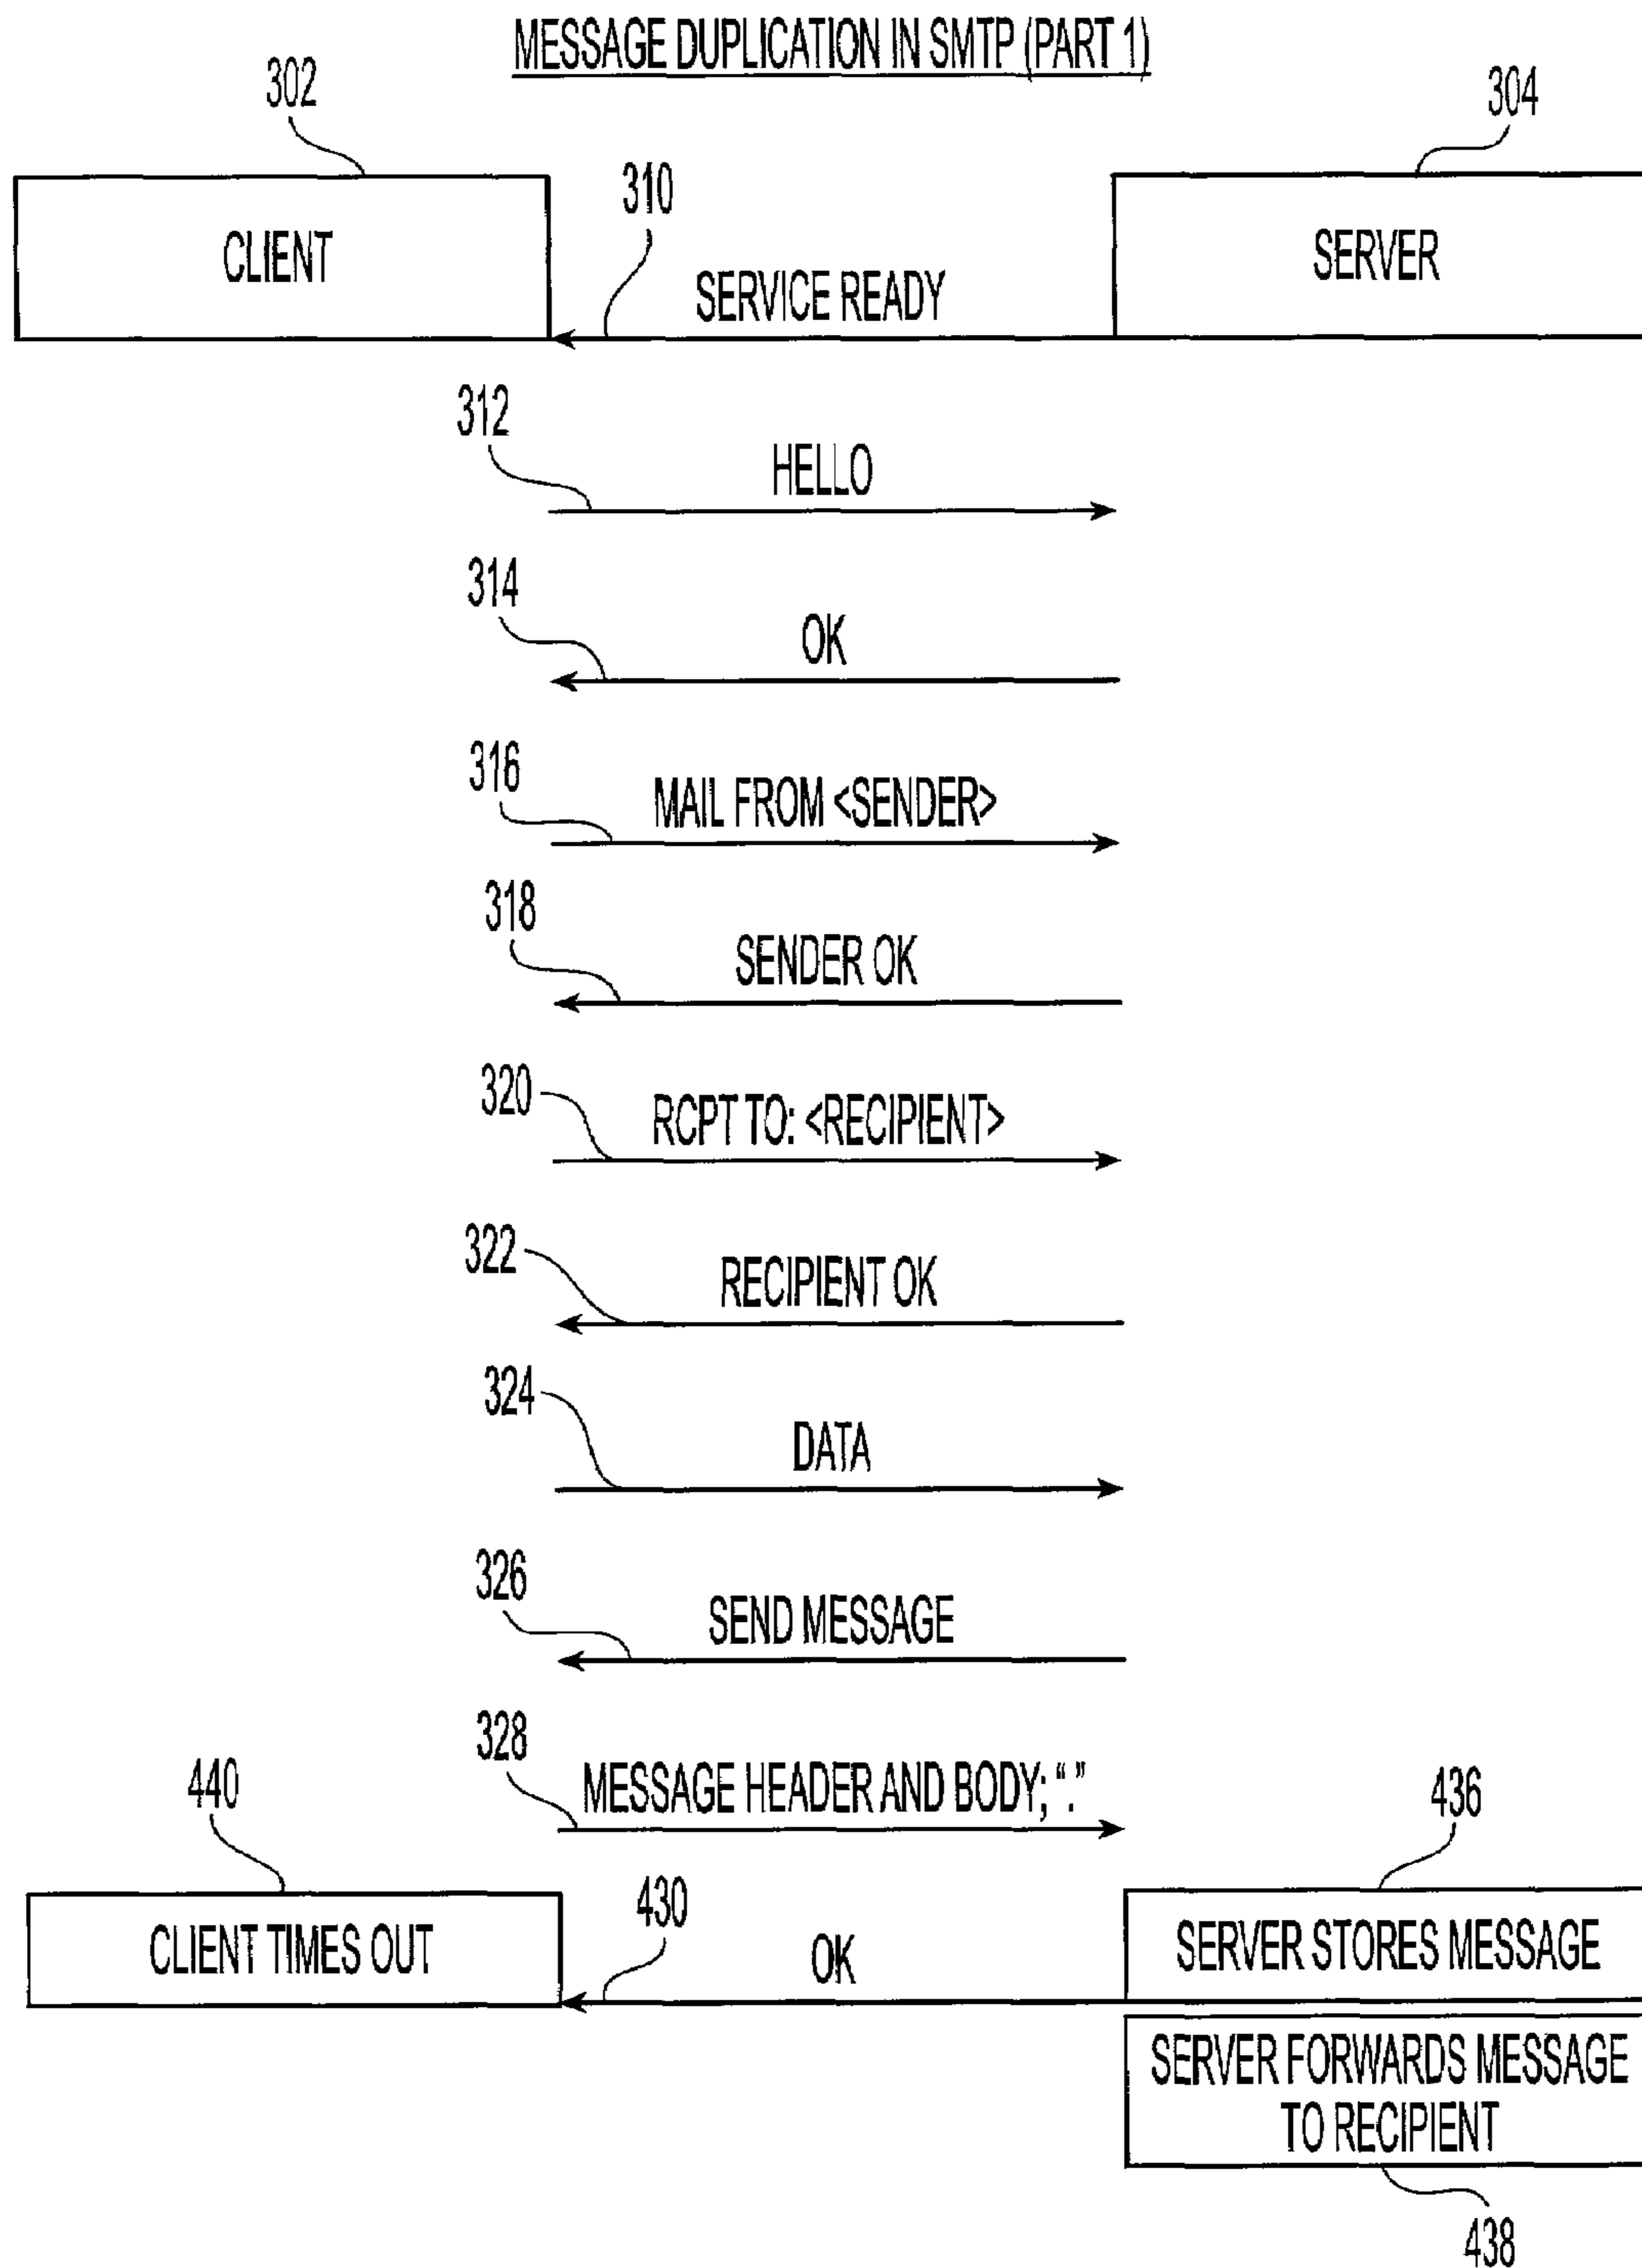 MESSAGE DUPLICATION IN SMTP (PART 1)
302
304
310
CLIENT
SERVER
SERVICE READY
312
HELLO
314
OK
316
MAIL FROM <SENDER>
318
SENDER OK
320
RCPT TO: <RECIPIENT>
322
RECIPIENT OK
324
DATA
326
SEND MESSAGE
328
MESSAGE HEADER AND BODY; “.”
440
436
430
CLIENT TIMES OUT
OK
SERVER STORES MESSAGE
SERVER FORWARDS MESSAGE
TO RECIPIENT
438